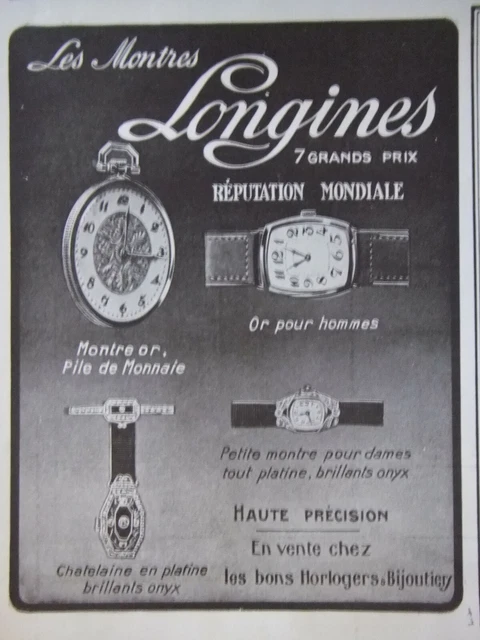 Les Montres
Longines
7 GRANDS PRIX
RÉPUTATION MONDIALE
Or pour hommes
Montre or,
Pile de Monnaie
Petite montre pour dames
tout platine, brillants onyx
Chatelaine en platine
brillants onyx
HAUTE PRÉCISION
En vente chez
les bons Horlogers & Bijoutiers